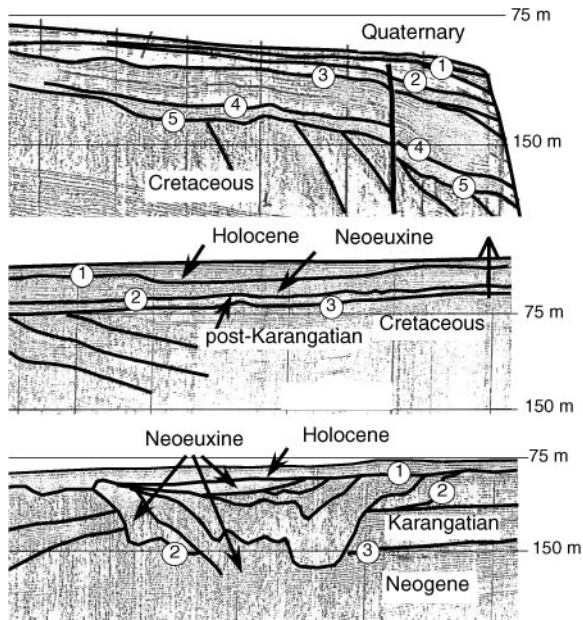 75 m
Quaternary
1
3
2
4
5
150 m
4
Cretaceous
5
Holocene
Neoeuxine
1
2
3
75 m
Cretaceous
post-Karangatian
150 m
Neoeuxine
Holocene
75 m
1
2
Karangatian
2
3
150 m
Neogene